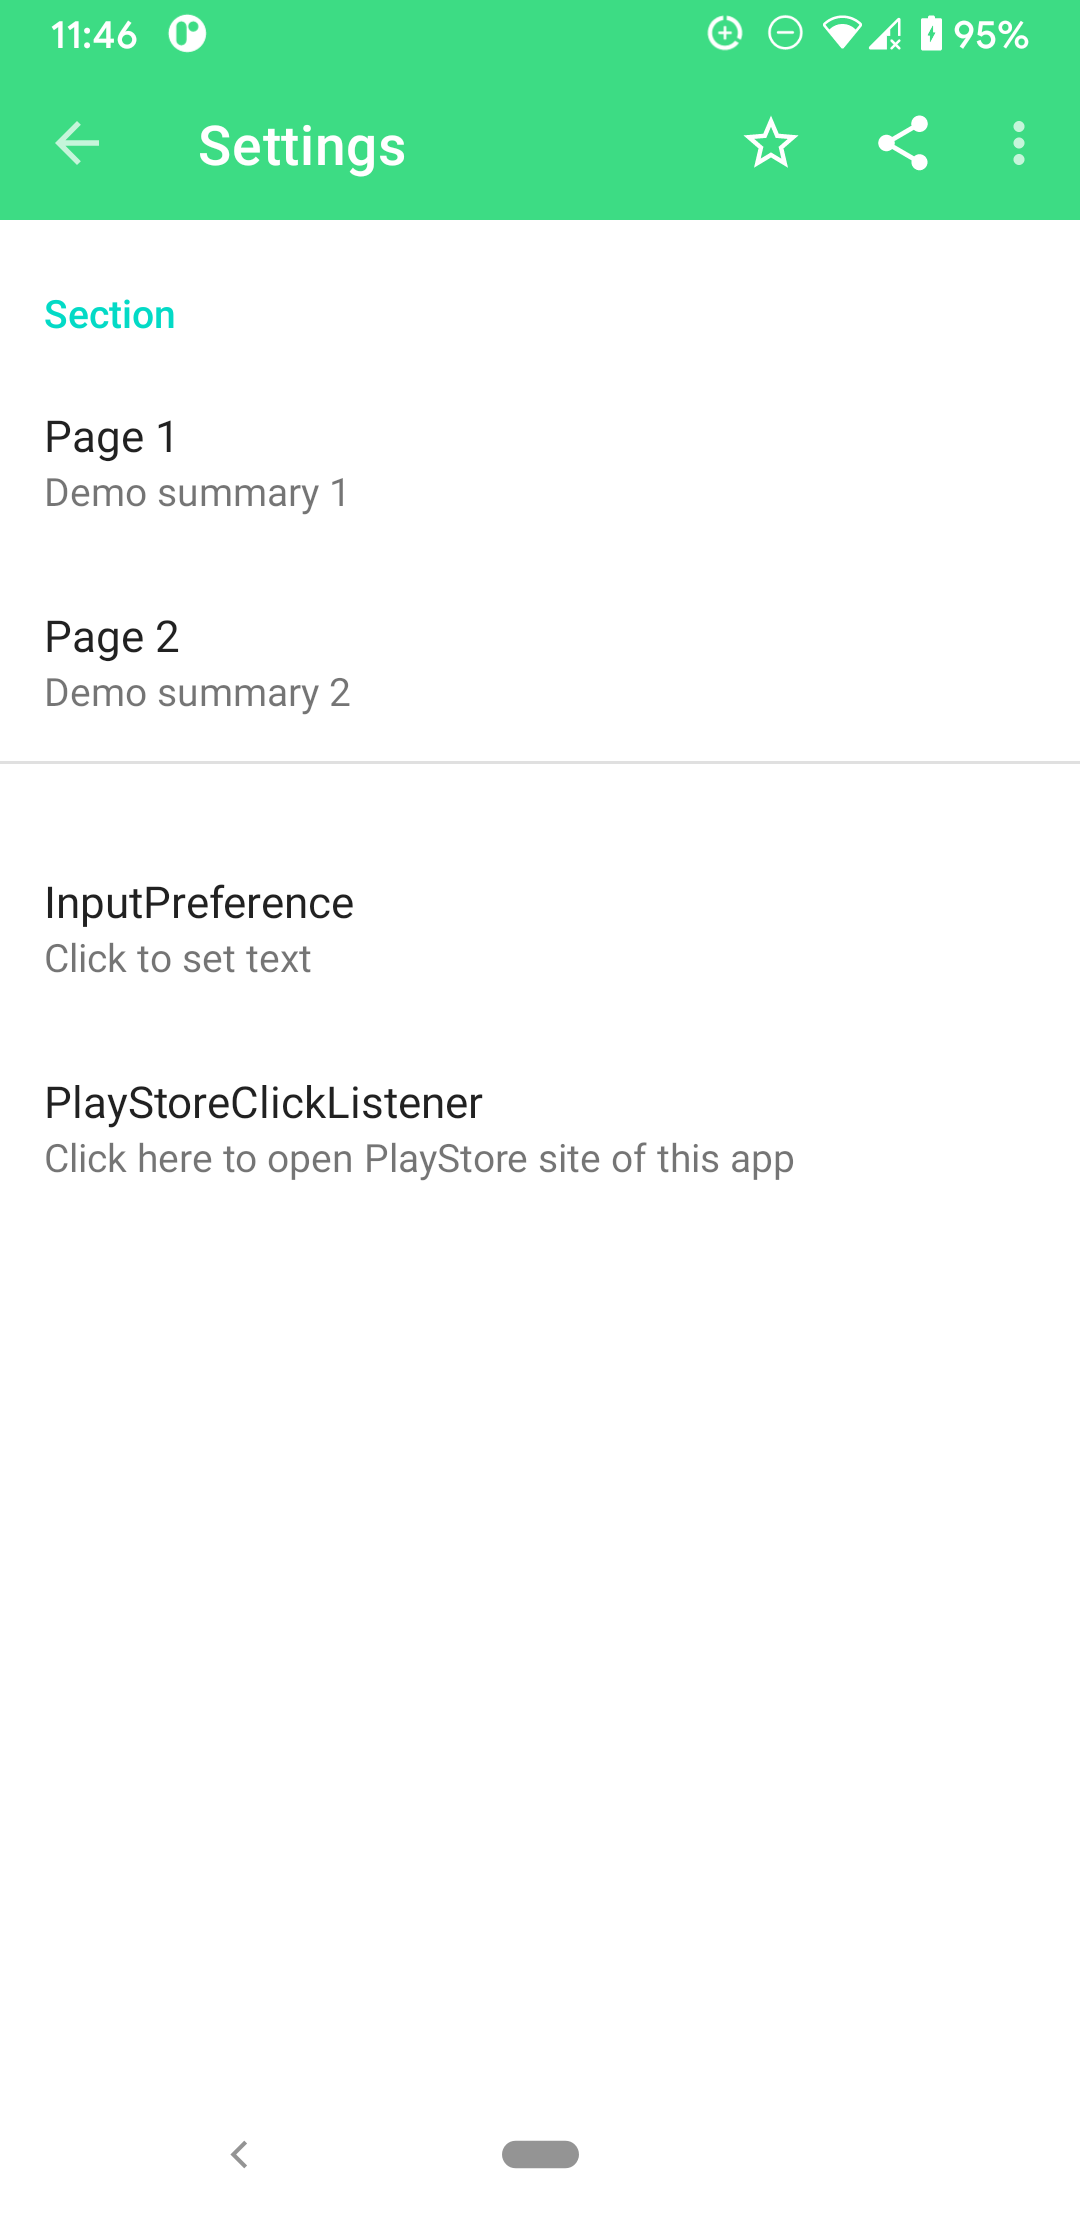 11:46
95%
Settings
Section
Page 1
Demo summary 1
Page 2
Demo summary 2
InputPreference
Click to set text
PlayStoreClickListener
Click here to open PlayStore site of this app